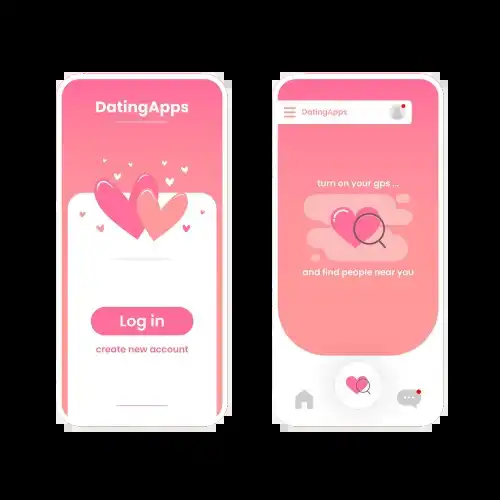 DatingApps
Log in
create new account
DatingApps
turn on your gps ...
and find people near you